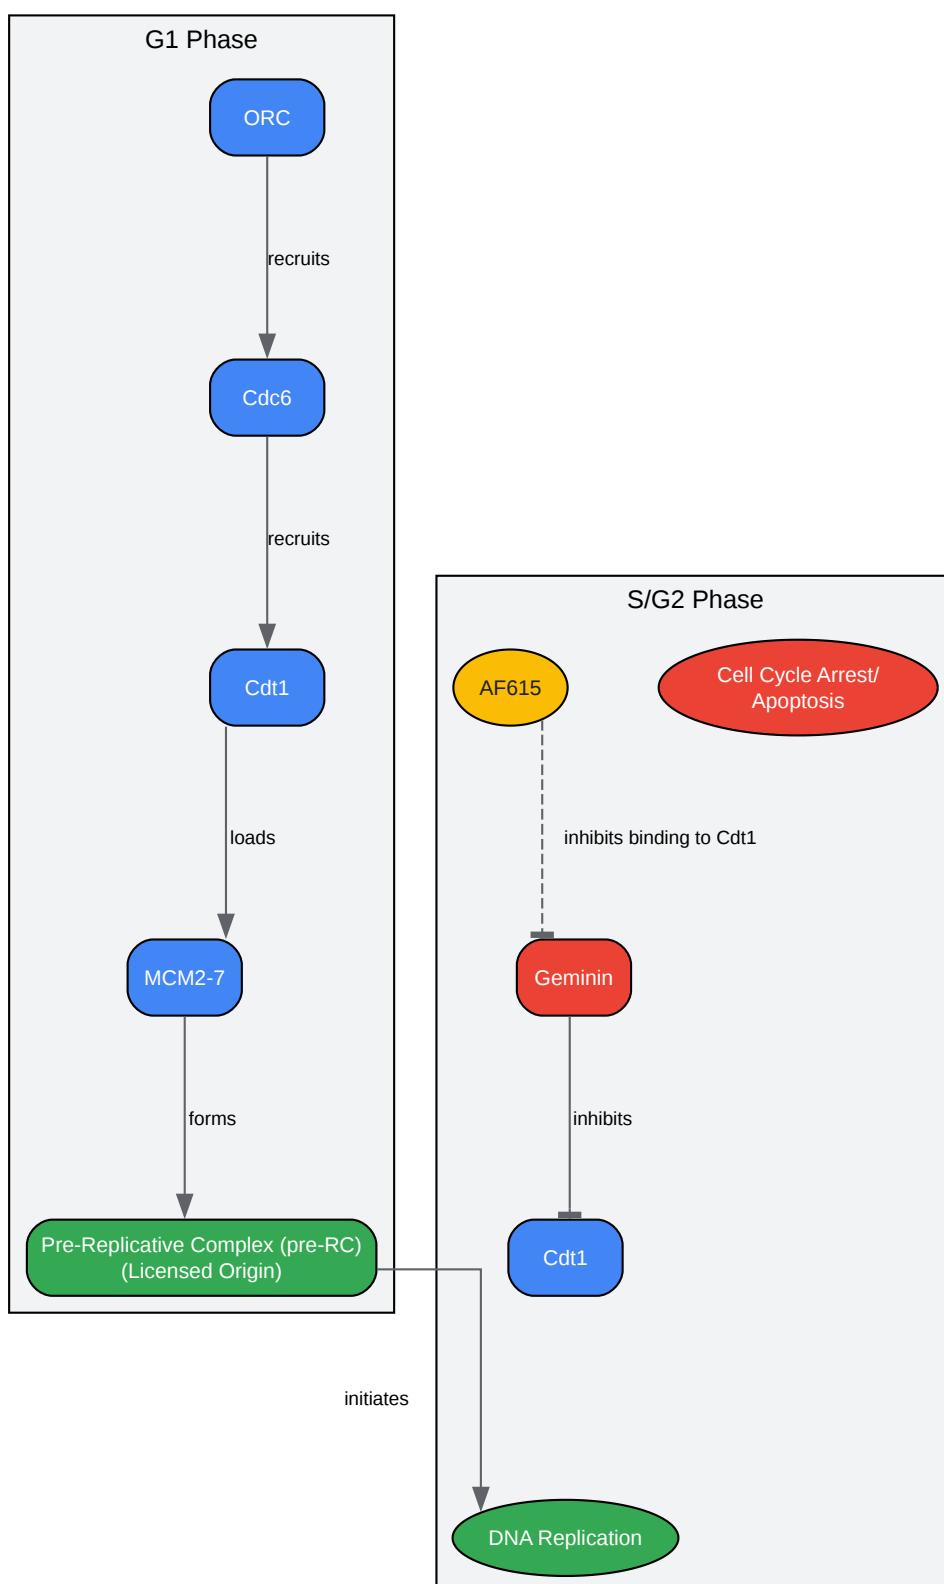 G1 Phase
ORC
recruits
Cdc6
recruits
Cdt1
loads
MCM2-7
forms
Pre-Replicative Complex (pre-RC)
(Licensed Origin)
initiates
S/G2 Phase
AF615
Cell Cycle Arrest/
Apoptosis
inhibits binding to Cdt1
Geminin
inhibits
Cdt1
DNA Replication